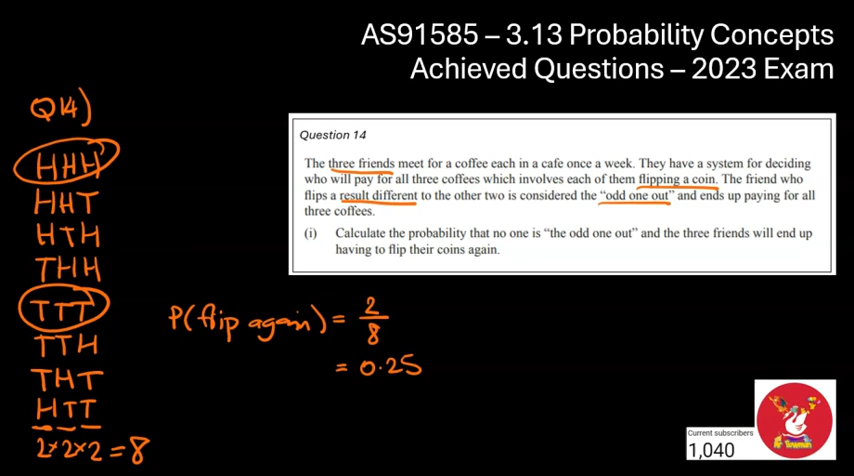 AS91585 – 3.13 Probability Concepts
Achieved Questions – 2023 Exam
Q14)
HHH
HHT
HTH
THH
TTT
TTH
THT
HTT
2×2×2=8
Question 14
The three friends meet for a coffee each in a cafe once a week. They have a system for deciding
who will pay for all three coffees which involves each of them flipping a coin. The friend who
flips a result different to the other two is considered the “odd one out” and ends up paying for all
three coffees.
(i) Calculate the probability that no one is “the odd one out” and the three friends will end up
having to flip their coins again.
P(flip again) = 2/8
= 0.25
Current subscribers
1,040